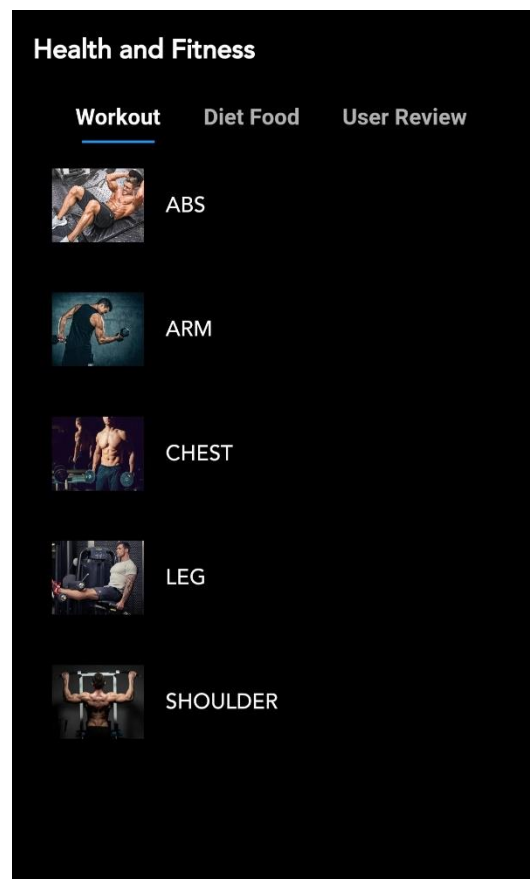 Health and Fitness
Workout Diet Food User Review
ABS
ARM
CHEST
LEG
SHOULDER